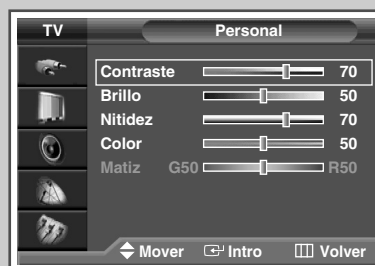 TV Personal
Contraste 70
Brillo 50
Nitidez 70
Color 50
Matiz G50 R50
Mover Intro Volver